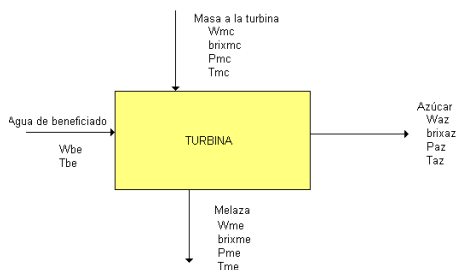 Masa a la turbina
Wmc
brixmc
Pmc
Tmc
Agua de beneficiado
Wbe
Tbe
TURBINA
Azúcar
Waz
brixaz
Paz
Taz
Melaza
Wme
brixme
Pme
Tme